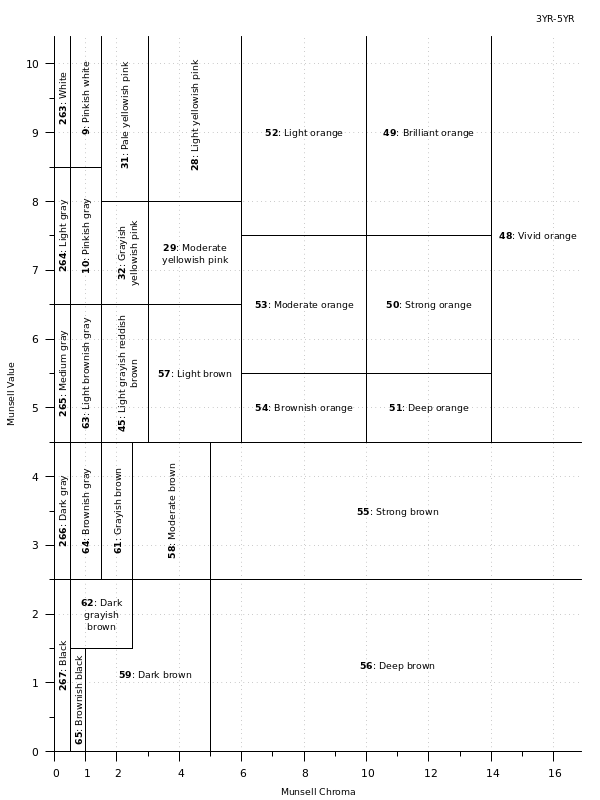 3YR-5YR
10
9
8
7
6
5
4
3
2
1
0
Munsell Value
263: White
9: Pinkish white
31: Pale yellowish pink
28: Light yellowish pink
52: Light orange
49: Brilliant orange
48: Vivid orange
264: Light gray
10: Pinkish gray
32: Grayish
yellowish pink
29: Moderate
yellowish pink
53: Moderate orange
50: Strong orange
265: Medium gray
63: Light brownish gray
45: Light grayish reddish
brown
57: Light brown
54: Brownish orange
51: Deep orange
266: Dark gray
64: Brownish gray
61: Grayish brown
58: Moderate brown
55: Strong brown
62: Dark
grayish
brown
267: Black
65: Brownish black
59: Dark brown
56: Deep brown
0 1 2 4 6 8 10 12 14 16
Munsell Chroma